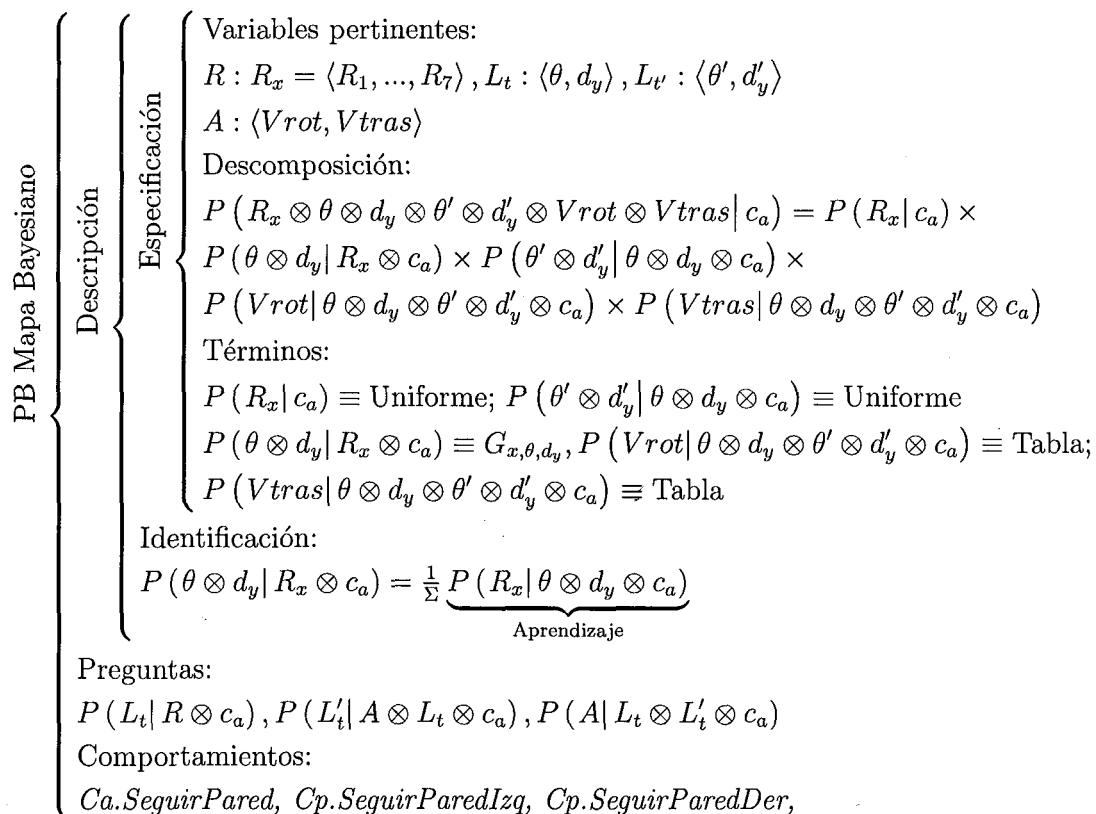 PB Mapa Bayesiano
Descripción
Especificación
Variables pertinentes:
R : R_x = ⟨R_1, ..., R_7⟩ , L_t : ⟨θ, d_y⟩ , L_{t'} : ⟨θ', d'_y⟩
A : ⟨Vrot, Vtras⟩
Descomposición:
P (R_x ⊗ θ ⊗ d_y ⊗ θ' ⊗ d'_y ⊗ Vrot ⊗ Vtras| c_a) = P (R_x| c_a) ×
P (θ ⊗ d_y| R_x ⊗ c_a) × P (θ' ⊗ d'_y| θ ⊗ d_y ⊗ c_a) ×
P (Vrot| θ ⊗ d_y ⊗ θ' ⊗ d'_y ⊗ c_a) × P (Vtras| θ ⊗ d_y ⊗ θ' ⊗ d'_y ⊗ c_a)
Términos:
P (R_x| c_a) ≡ Uniforme; P (θ' ⊗ d'_y| θ ⊗ d_y ⊗ c_a) ≡ Uniforme
P (θ ⊗ d_y| R_x ⊗ c_a) ≡ G_{x,θ,d_y}, P (Vrot| θ ⊗ d_y ⊗ θ' ⊗ d'_y ⊗ c_a) ≡ Tabla;
P (Vtras| θ ⊗ d_y ⊗ θ' ⊗ d'_y ⊗ c_a) ≡ Tabla
Identificación:
P (θ ⊗ d_y| R_x ⊗ c_a) = 1/Σ P (R_x| θ ⊗ d_y ⊗ c_a)
Aprendizaje
Preguntas:
P (L_t| R ⊗ c_a) , P (L'_t| A ⊗ L_t ⊗ c_a) , P (A| L_t ⊗ L'_t ⊗ c_a)
Comportamientos:
Ca.SeguirPared, Cp.SeguirParedIzq, Cp.SeguirParedDer,